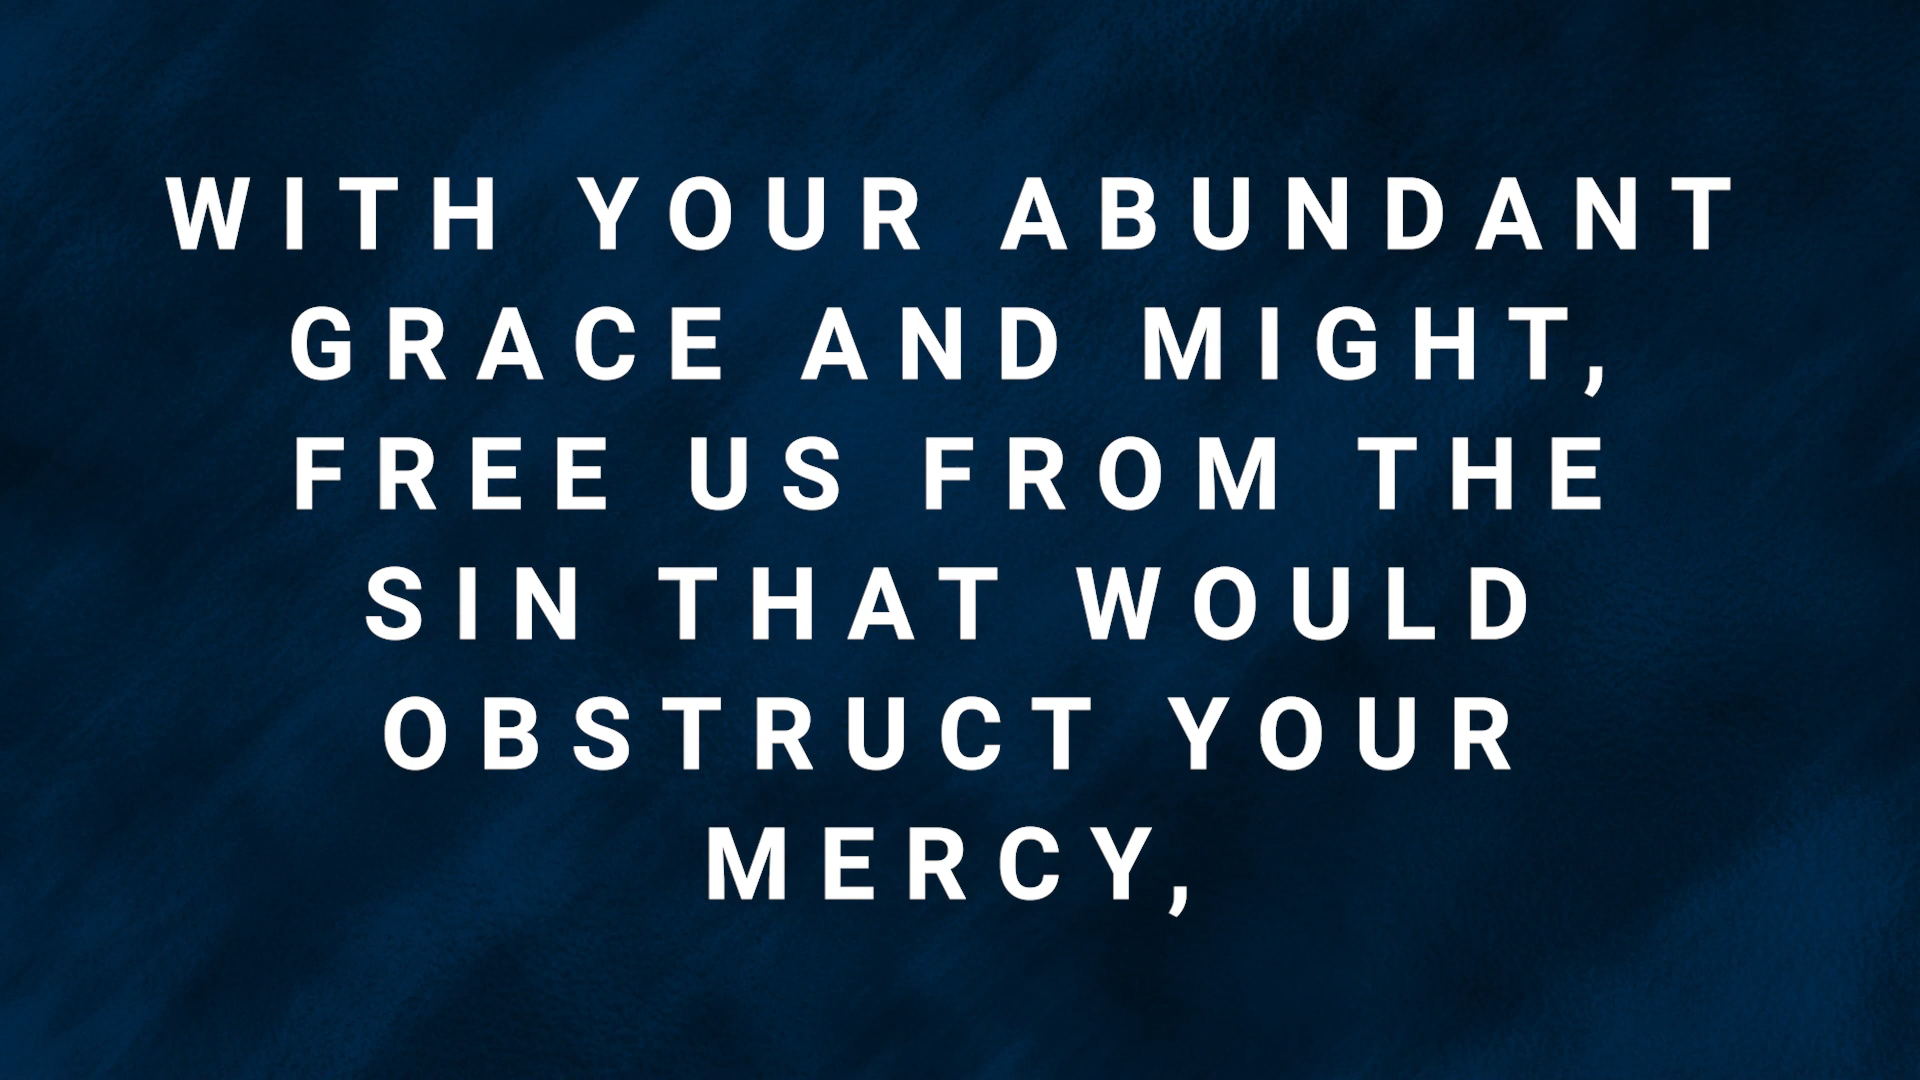 WITH YOUR ABUNDANT
GRACE AND MIGHT,
FREE US FROM THE
SIN THAT WOULD
OBSTRUCT YOUR
MERCY,